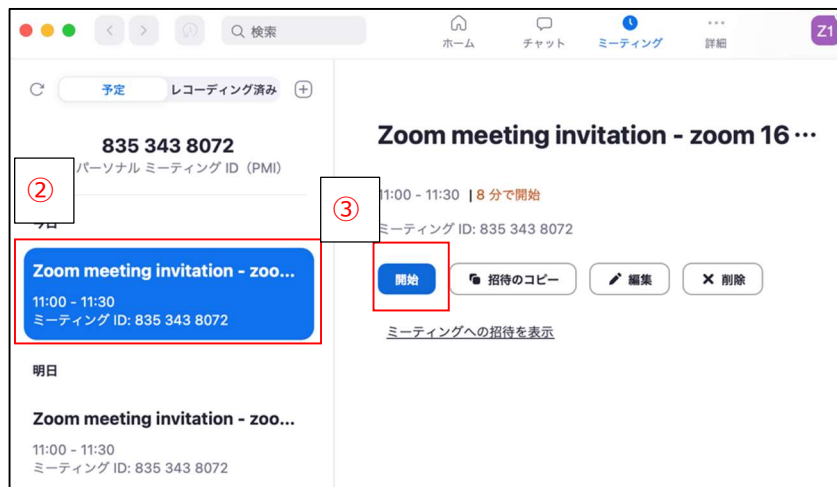 検索
ホーム
チャット
ミーティング
詳細
Z1
予定
レコーディング済み
835 343 8072
パーソナル ミーティング ID（PMI）
②
Zoom meeting invitation - zoo...
11:00 - 11:30
ミーティング ID: 835 343 8072
明日
Zoom meeting invitation - zoo...
11:00 - 11:30
ミーティング ID: 835 343 8072
Zoom meeting invitation - zoom 16 ···
③
11:00 - 11:30 | 8 分で開始
ミーティング ID: 835 343 8072
開始
招待のコピー
編集
削除
ミーティングへの招待を表示